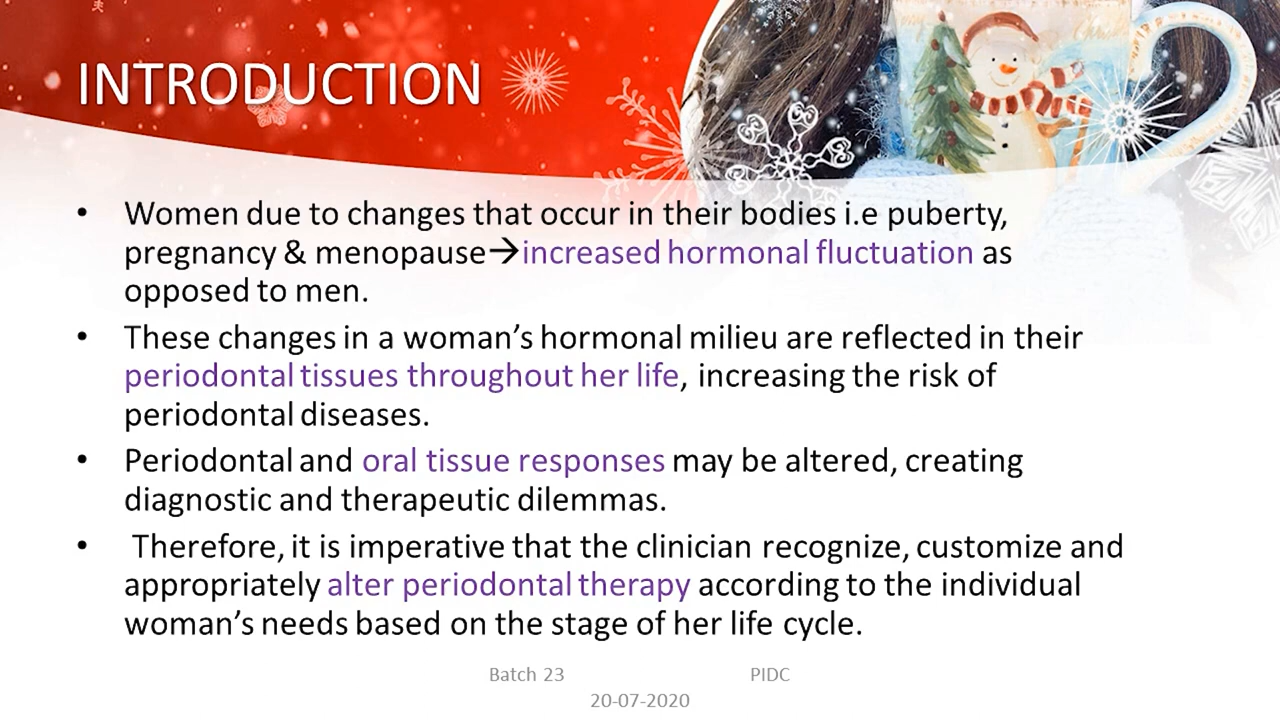 INTRODUCTION
• Women due to changes that occur in their bodies i.e puberty,
pregnancy & menopause→increased hormonal fluctuation as
opposed to men.
• These changes in a woman’s hormonal milieu are reflected in their
periodontal tissues throughout her life, increasing the risk of
periodontal diseases.
• Periodontal and oral tissue responses may be altered, creating
diagnostic and therapeutic dilemmas.
• Therefore, it is imperative that the clinician recognize, customize and
appropriately alter periodontal therapy according to the individual
woman’s needs based on the stage of her life cycle.
Batch 23 PIDC
20-07-2020